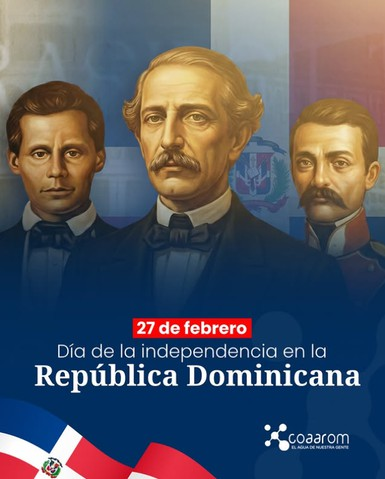 27 de febrero
Día de la independencia en la
República Dominicana
coaarom
EL AGUA DE NUESTRA GENTE